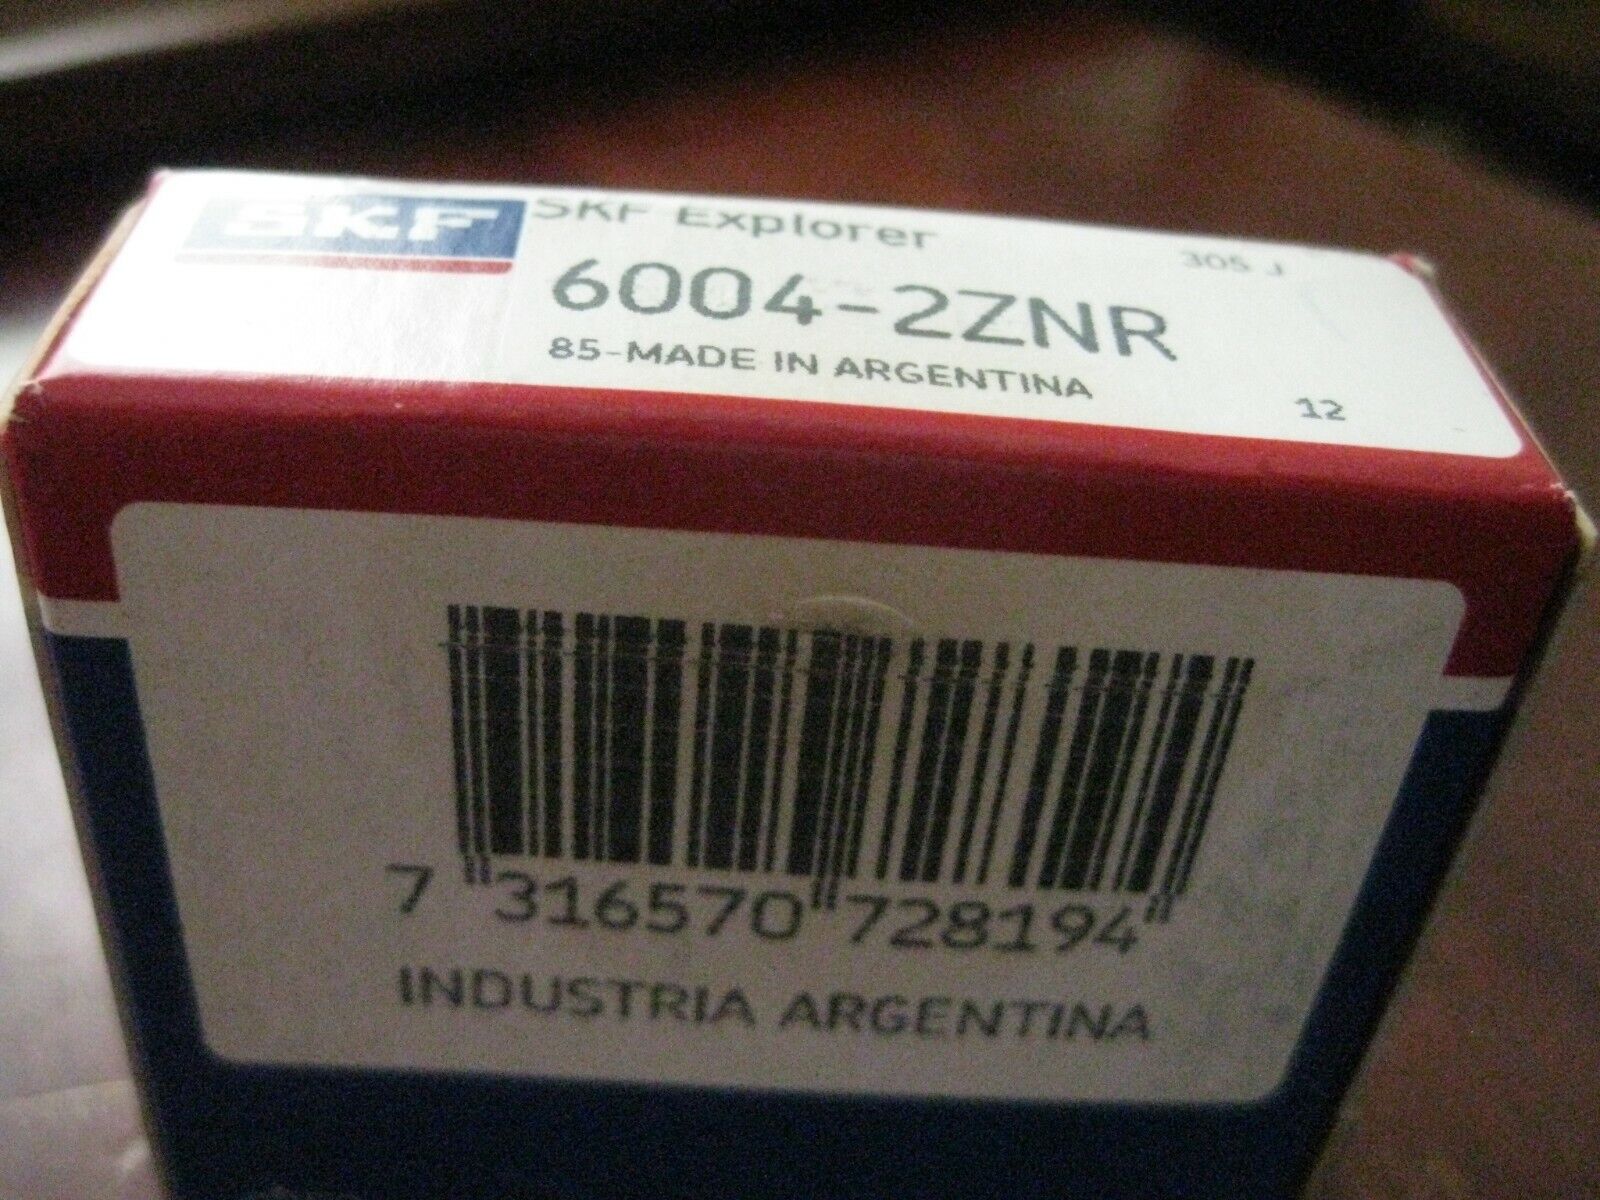 SKF
SKF Explorer
305 J
6004-2ZNR
85-MADE IN ARGENTINA
12
7 316570 728194
INDUSTRIA ARGENTINA